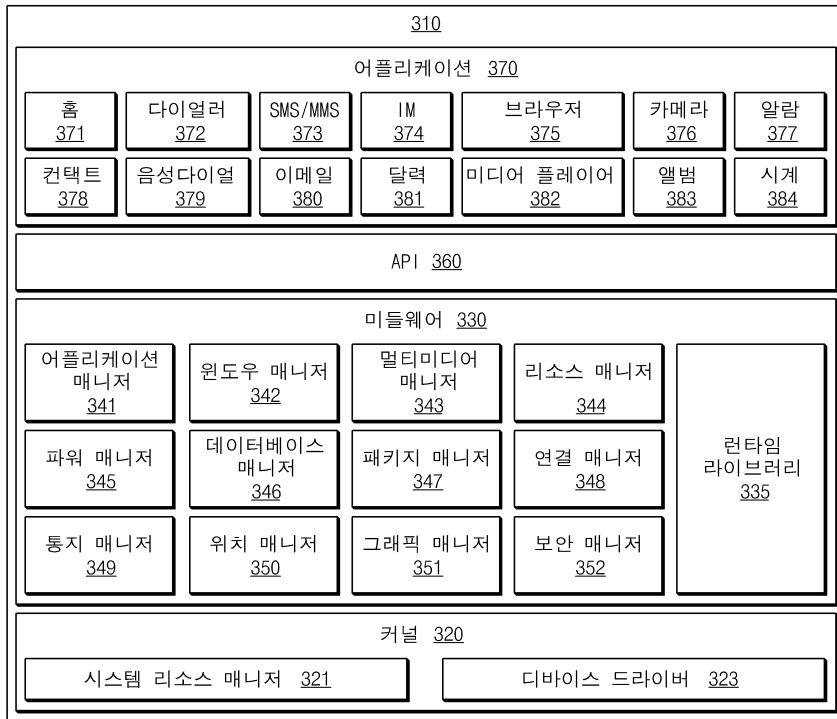 310
어플리케이션 370
홈
371
다이얼러
372
SMS/MMS
373
IM
374
브라우저
375
카메라
376
알람
377
컨택트
378
음성다이얼
379
이메일
380
달력
381
미디어 플레이어
382
앨범
383
시계
384
API 360
미들웨어 330
어플리케이션
매니저
341
윈도우 매니저
342
멀티미디어
매니저
343
리소스 매니저
344
파워 매니저
345
데이터베이스
매니저
346
패키지 매니저
347
연결 매니저
348
통지 매니저
349
위치 매니저
350
그래픽 매니저
351
보안 매니저
352
런타임
라이브러리
335
커널 320
시스템 리소스 매니저 321
디바이스 드라이버 323